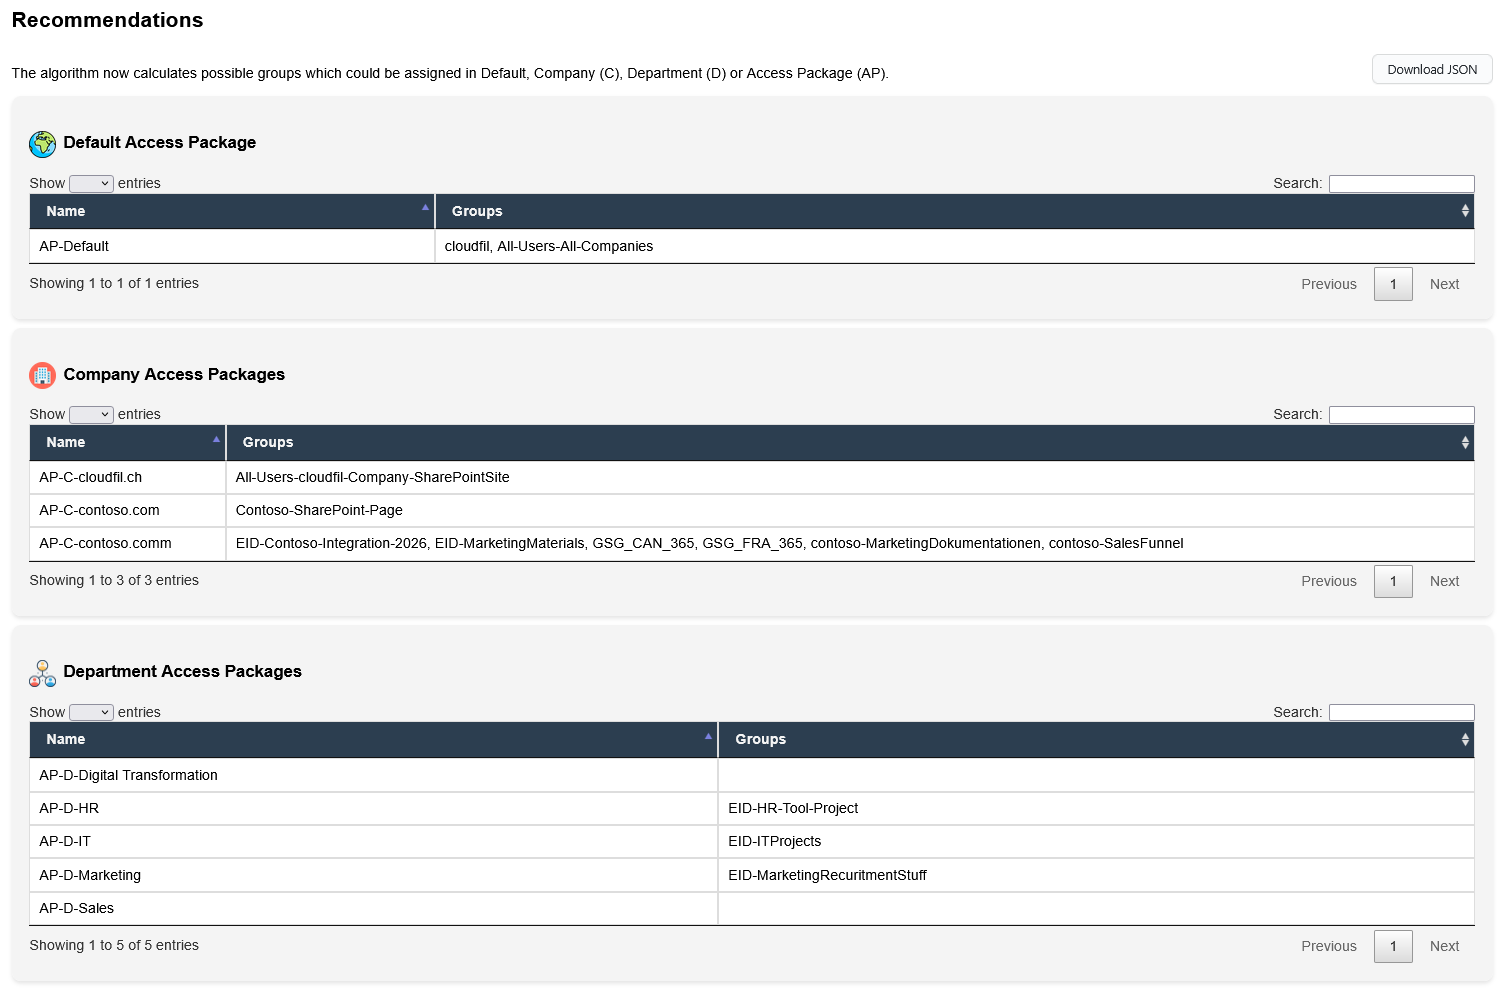 Recommendations
The algorithm now calculates possible groups which could be assigned in Default, Company (C), Department (D) or Access Package (AP).
Download JSON
Default Access Package
Show entries
Search:
Name Groups
AP-Default cloudfil, All-Users-All-Companies
Showing 1 to 1 of 1 entries
Previous 1 Next
Company Access Packages
Show entries
Search:
Name Groups
AP-C-cloudfil.ch All-Users-cloudfil-Company-SharePointSite
AP-C-contoso.com Contoso-SharePoint-Page
AP-C-contoso.comm EID-Contoso-Integration-2026, EID-MarketingMaterials, GSG_CAN_365, GSG_FRA_365, contoso-MarketingDokumentationen, contoso-SalesFunnel
Showing 1 to 3 of 3 entries
Previous 1 Next
Department Access Packages
Show entries
Search:
Name Groups
AP-D-Digital Transformation
AP-D-HR EID-HR-Tool-Project
AP-D-IT EID-ITProjects
AP-D-Marketing EID-MarketingRecuritmentStuff
AP-D-Sales
Showing 1 to 5 of 5 entries
Previous 1 Next